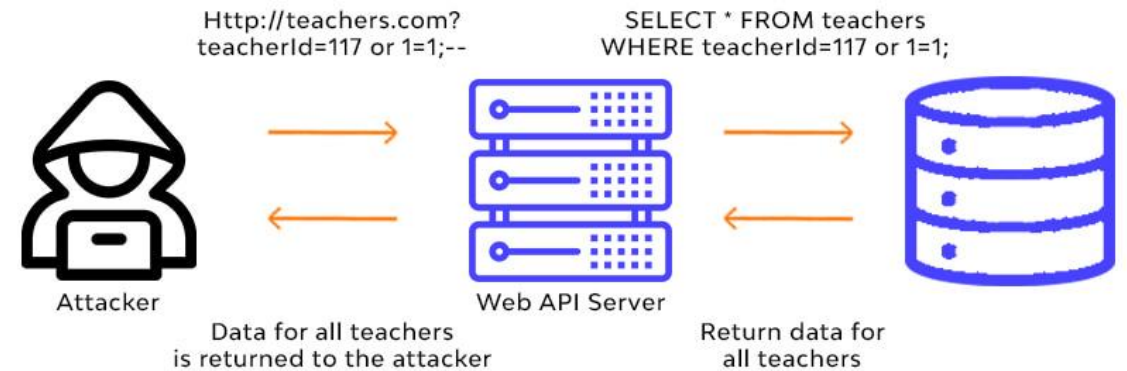 Http://teachers.com?
teacherId=117 or 1=1;--
SELECT * FROM teachers
WHERE teacherId=117 or 1=1;
Attacker
Web API Server
Data for all teachers
is returned to the attacker
Return data for
all teachers